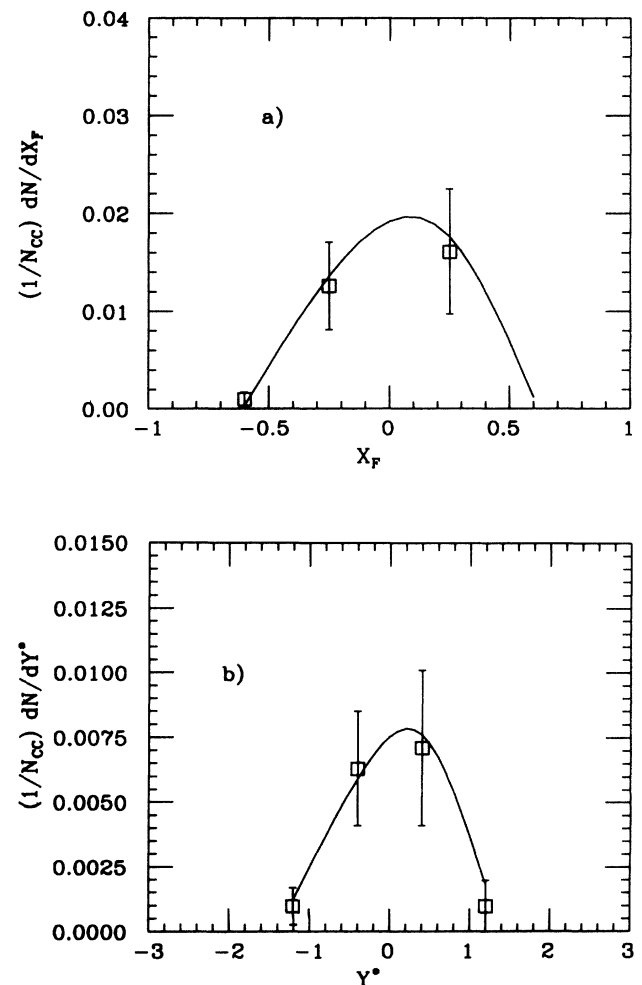 0.04
0.03
a)
(1/N_CC) dN/dX_F
0.02
0.01
0.00
-1 -0.5 0 0.5 1
X_F
0.0150
0.0125
0.0100
b)
(1/N_CC) dN/dY*
0.0075
0.0050
0.0025
0.0000
-3 -2 -1 0 1 2 3
Y*